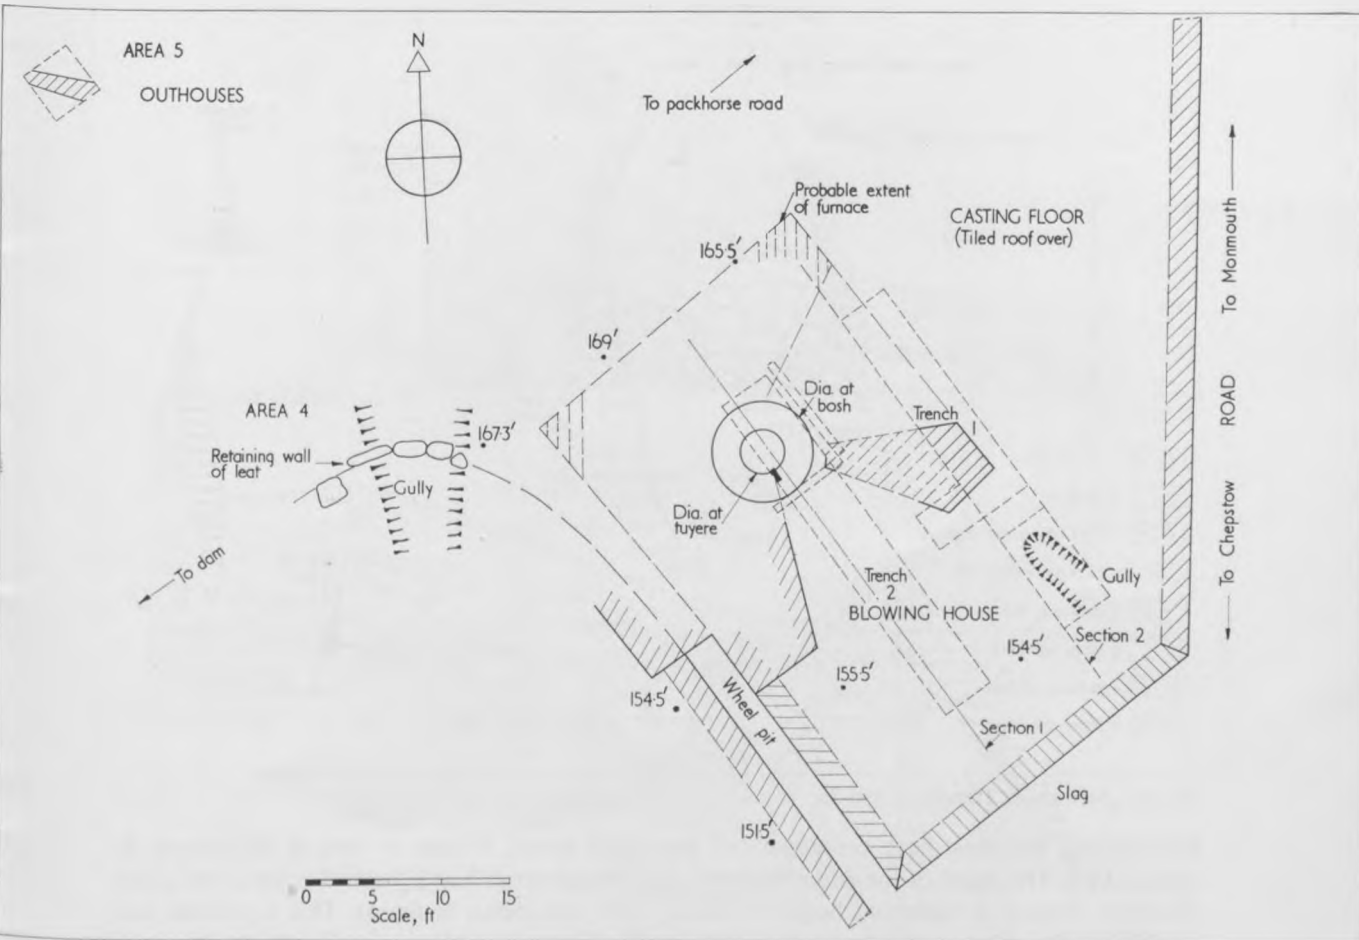 AREA 5
OUTHOUSES
N
To packhorse road
Probable extent
of furnace
CASTING FLOOR
(Tiled roof over)
165·5′
To Monmouth
ROAD
To Chepstow
169′
Dia. at
bosh
AREA 4
167·3′
Trench
1
Retaining wall
of leat
Gully
Dia. at
tuyere
To dam
Trench
2
BLOWING HOUSE
Gully
Section 2
154·5′
155·5′
154·5′
Wheel pit
Section 1
Slag
151·5′
0 5 10 15
Scale, ft